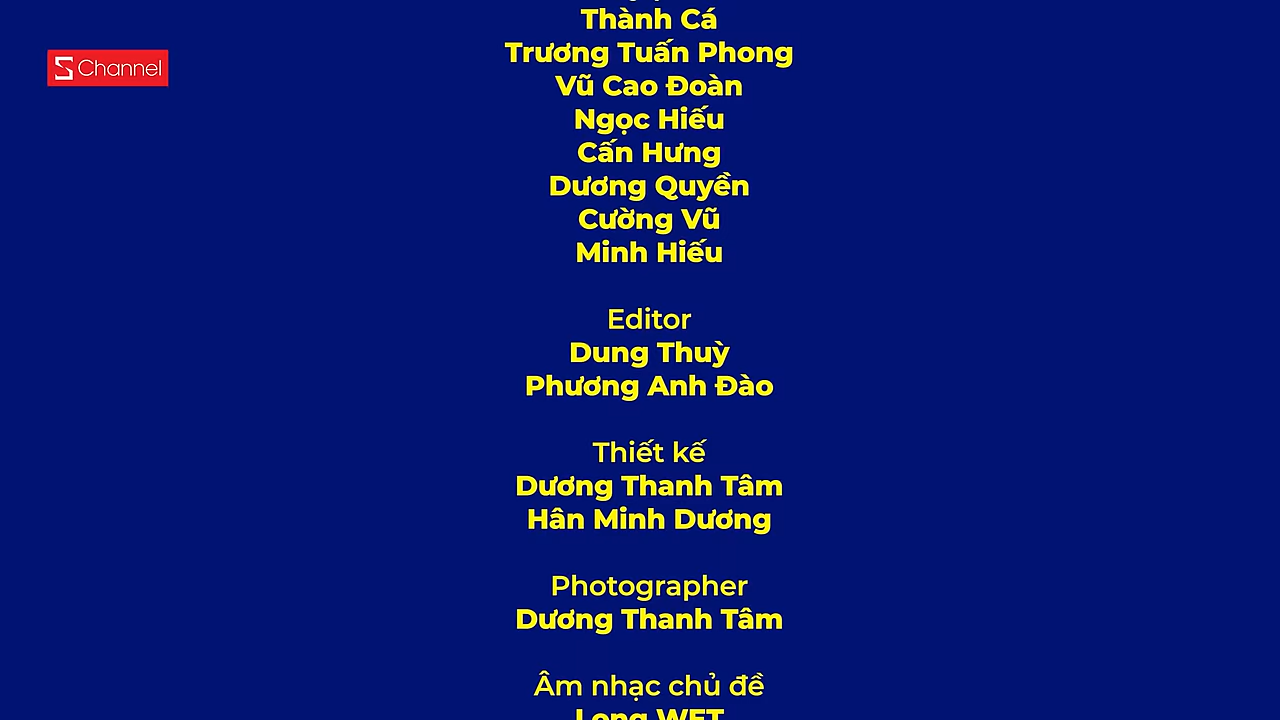 Thành Cá
Trương Tuấn Phong
S Channel
Vũ Cao Đoàn
Ngọc Hiếu
Cấn Hưng
Dương Quyền
Cường Vũ
Minh Hiếu
Editor
Dung Thuỳ
Phương Anh Đào
Thiết kế
Dương Thanh Tâm
Hân Minh Dương
Photographer
Dương Thanh Tâm
Âm nhạc chủ đề
Long WET